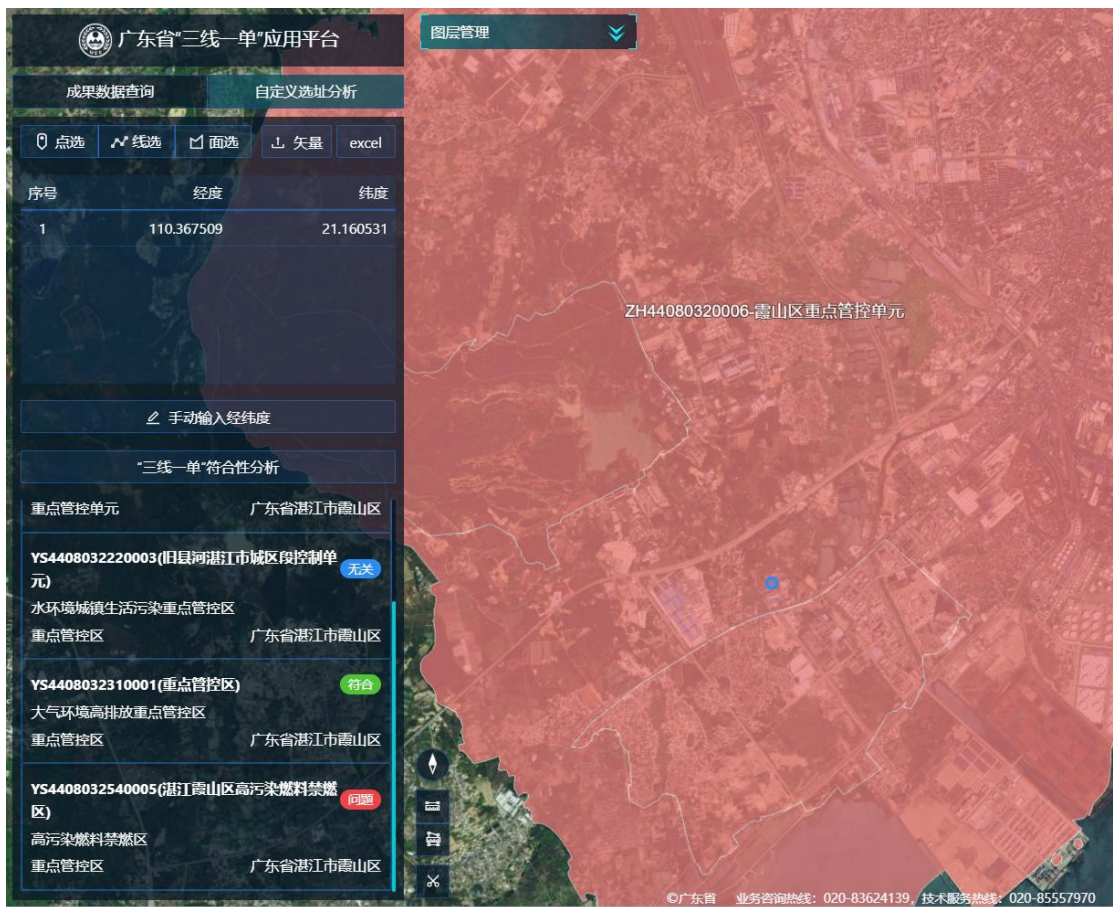 广东省"三线一单"应用平台
图层管理
成果数据查询 自定义选址分析
点选 线选 面选 矢量 excel
序号 经度 纬度
1 110.367509 21.160531
ZH44080320006-霞山区重点管控单元
手动输入经纬度
"三线一单"符合性分析
重点管控单元 广东省湛江市霞山区
YS4408032220003(旧县河湛江市城区段控制单
元)
无关
水环境城镇生活污染重点管控区
重点管控区 广东省湛江市霞山区
YS4408032310001(重点管控区) 符合
大气环境高排放重点管控区
重点管控区 广东省湛江市霞山区
YS4408032540005(湛江霞山区高污染燃料禁燃
区)
问题
高污染燃料禁燃区
重点管控区 广东省湛江市霞山区
©广东省 业务咨询热线：020-83624139，技术服务热线：020-85557970